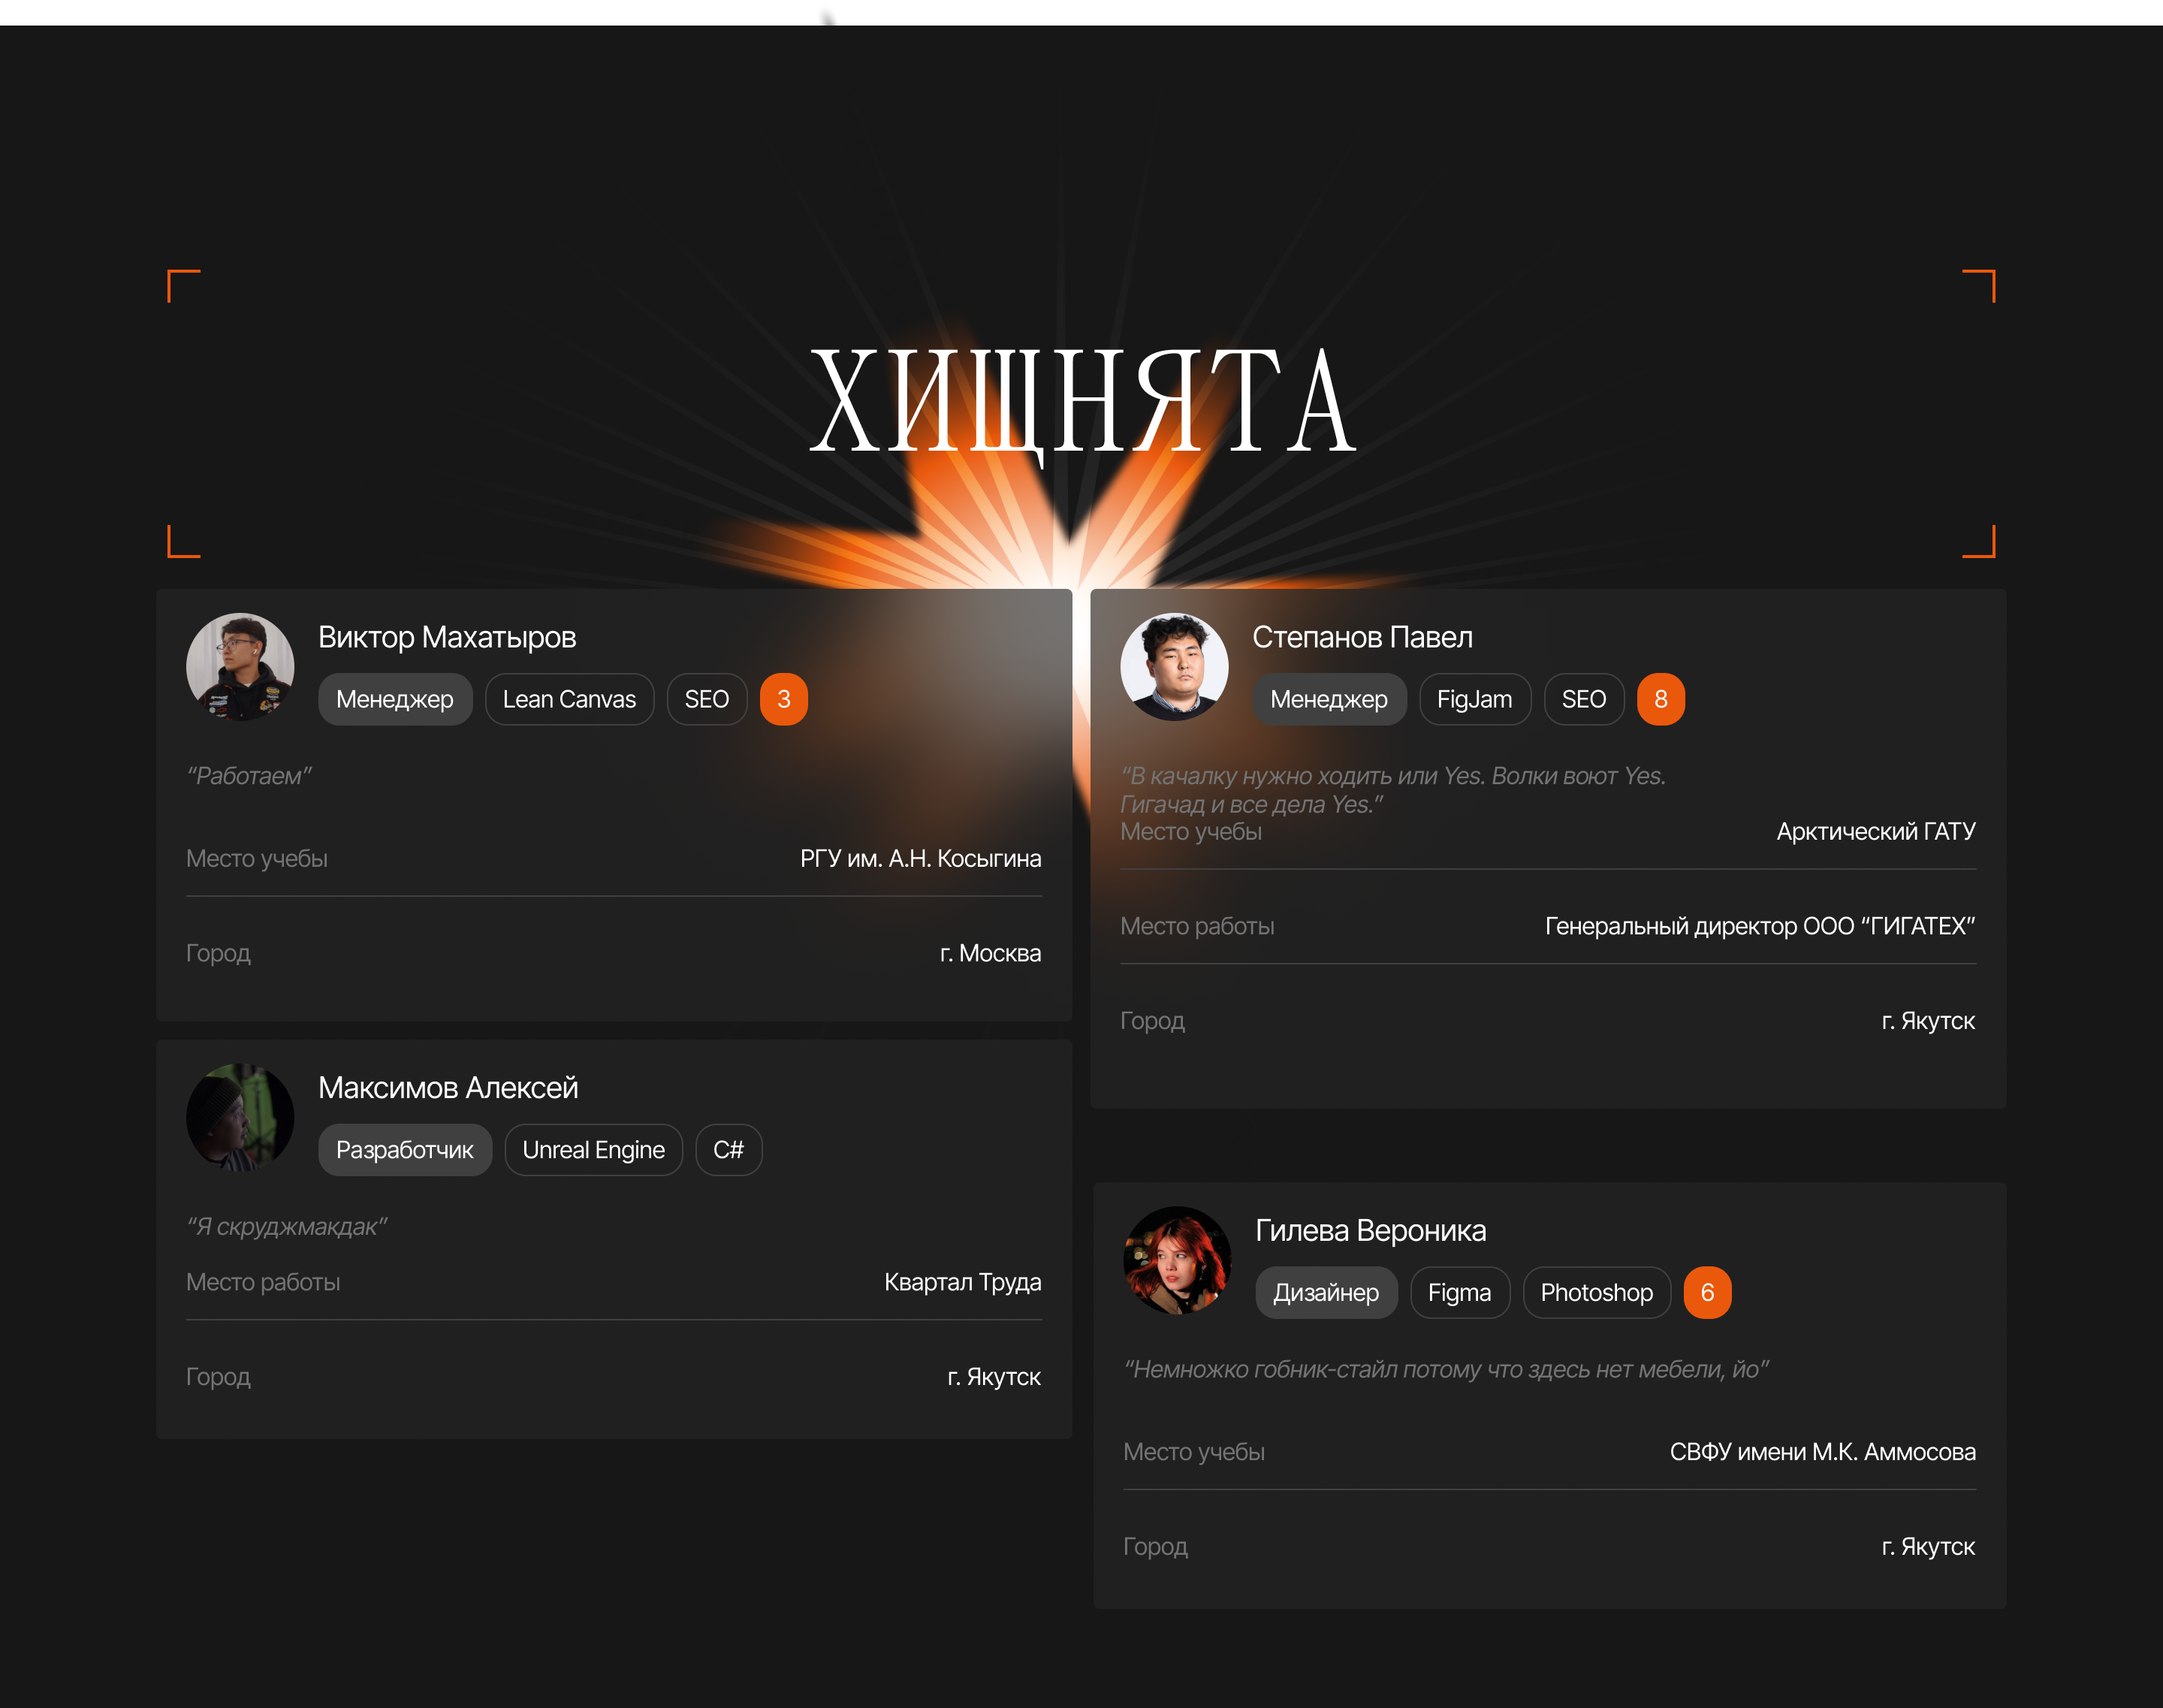 ХИЩНЯТА
Виктор Махатыров
Менеджер Lean Canvas SEO 3
“Работаем”
Место учебы РГУ им. А.Н. Косыгина
Город г. Москва
Степанов Павел
Менеджер FigJam SEO 8
“В качалку нужно ходить или Yes. Волки воют Yes.
Гигачад и все дела Yes.”
Место учебы Арктический ГАТУ
Место работы Генеральный директор ООО “ГИГАТЕХ”
Город г. Якутск
Максимов Алексей
Разработчик Unreal Engine C#
“Я скруджмакдак”
Место работы Квартал Труда
Город г. Якутск
Гилева Вероника
Дизайнер Figma Photoshop 6
“Немножко гобник-стайл потому что здесь нет мебели, йо”
Место учебы СВФУ имени М.К. Аммосова
Город г. Якутск